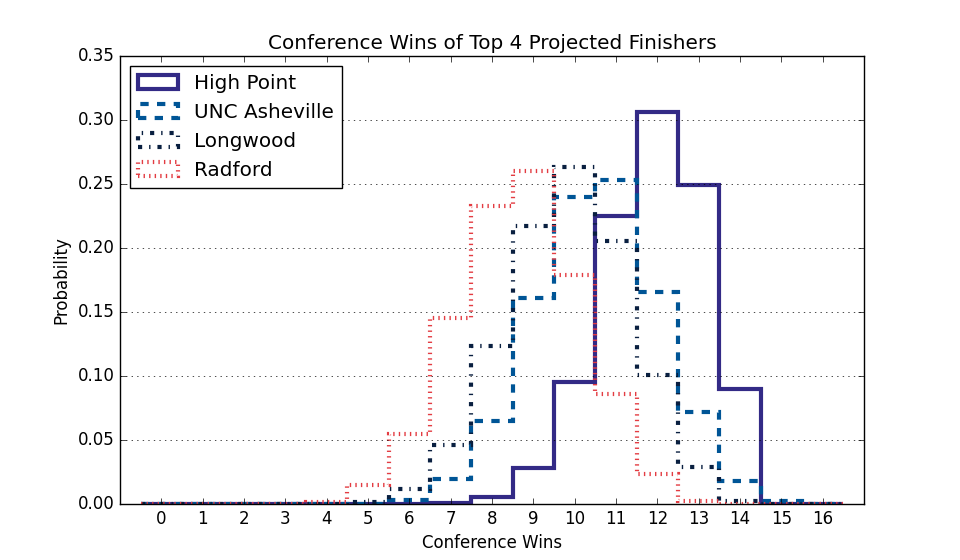 Conference Wins of Top 4 Projected Finishers
0.35
0.30
0.25
0.20
0.15
0.10
0.05
0.00
Probability
High Point
UNC Asheville
Longwood
Radford
0 1 2 3 4 5 6 7 8 9 10 11 12 13 14 15 16
Conference Wins